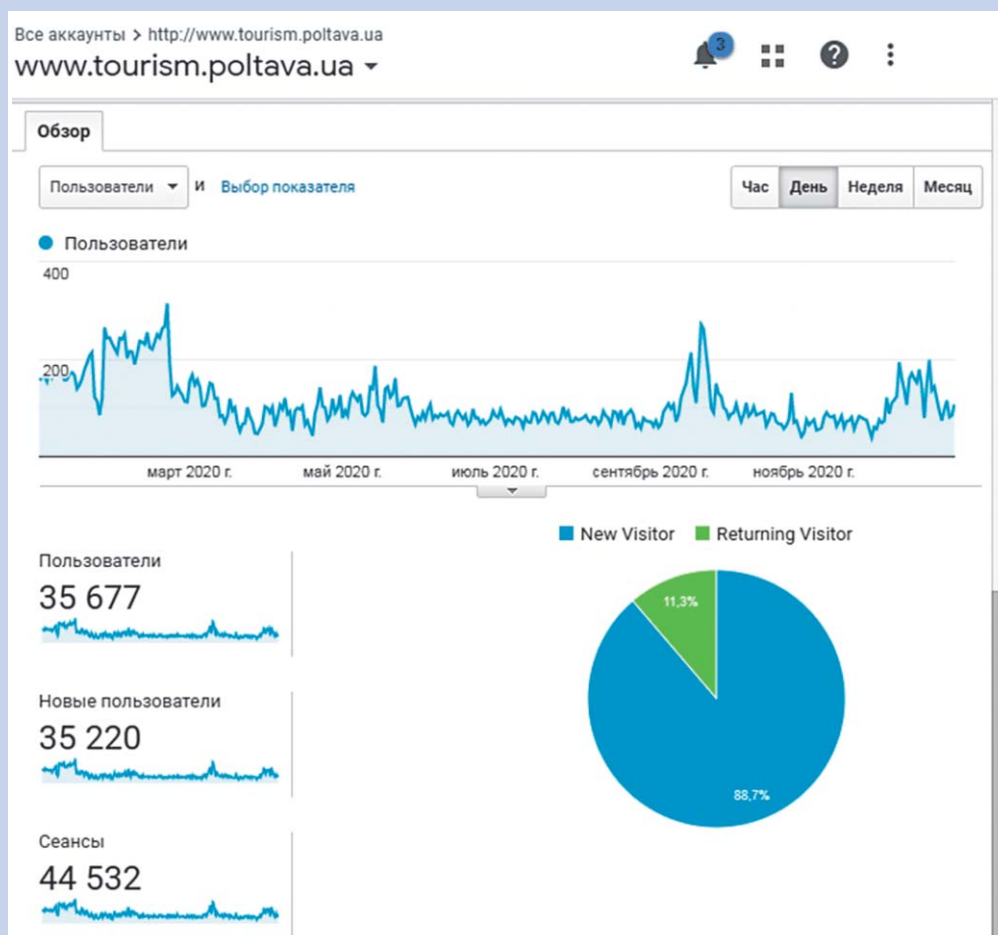 Все аккаунты > http://www.tourism.poltava.ua
www.tourism.poltava.ua
3
Обзор
Пользователи и Выбор показателя
Час День Неделя Месяц
Пользователи
400
200
март 2020 г. май 2020 г. июль 2020 г. сентябрь 2020 г. ноябрь 2020 г.
New Visitor Returning Visitor
Пользователи
35 677
11,3%
Новые пользователи
35 220
88,7%
Сеансы
44 532